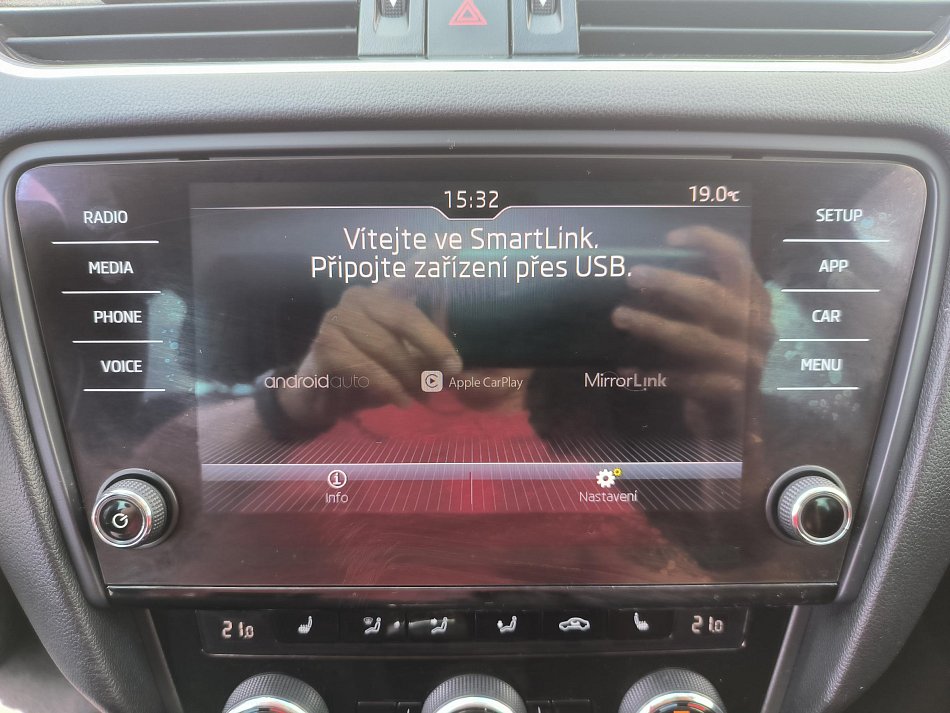 15:32
19.0°C
RADIO
MEDIA
PHONE
VOICE
Vítejte ve SmartLink.
Připojte zařízení přes USB.
androidauto
Apple CarPlay
MirrorLink
Info
Nastavení
SETUP
APP
CAR
MENU
21.0
21.0